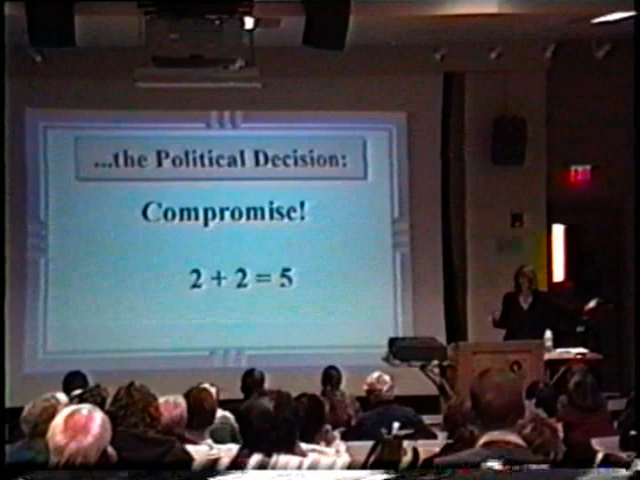 ...the Political Decision:
Compromise!
2 + 2 = 5